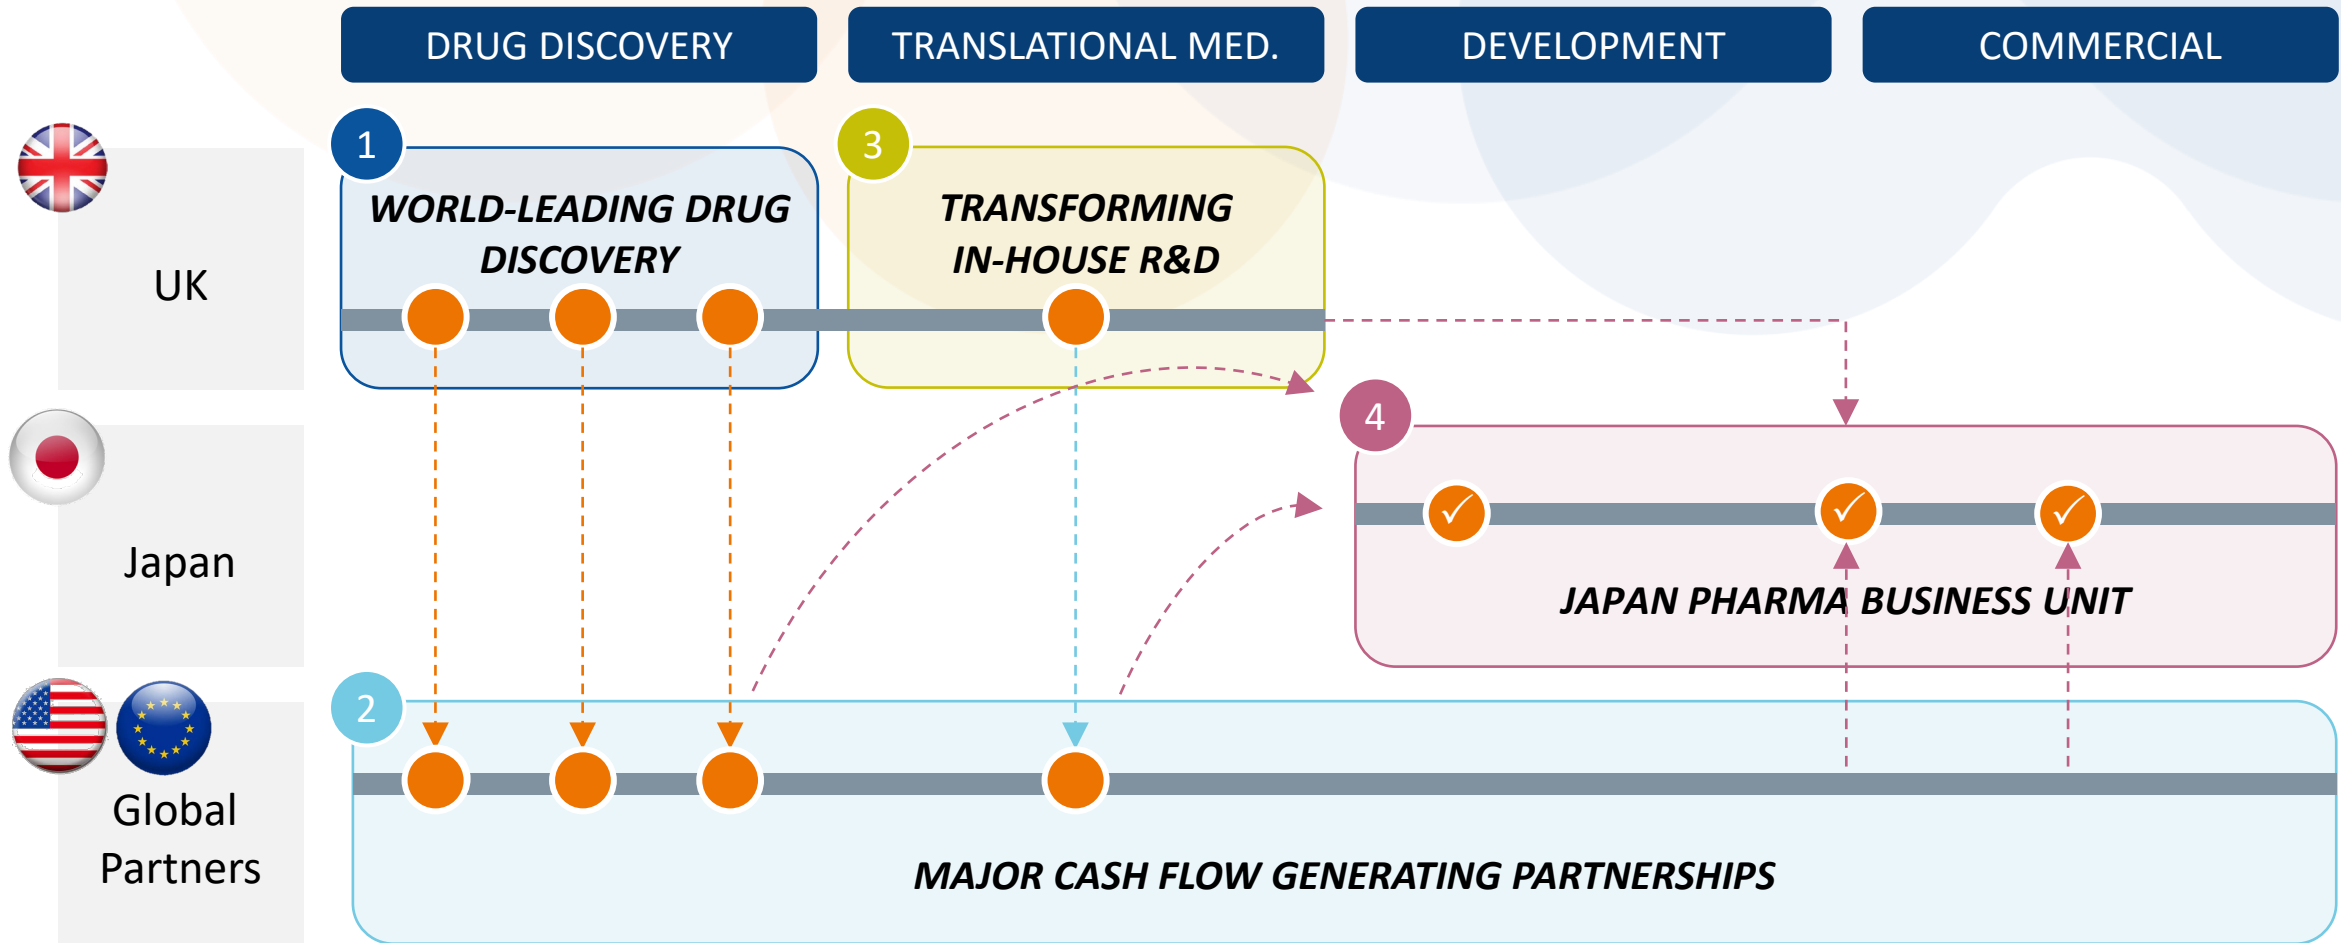 DRUG DISCOVERY
TRANSLATIONAL MED.
DEVELOPMENT
COMMERCIAL
1
3
WORLD-LEADING DRUG
DISCOVERY
TRANSFORMING
IN-HOUSE R&D
UK
4
Japan
JAPAN PHARMA BUSINESS UNIT
2
Global
Partners
MAJOR CASH FLOW GENERATING PARTNERSHIPS